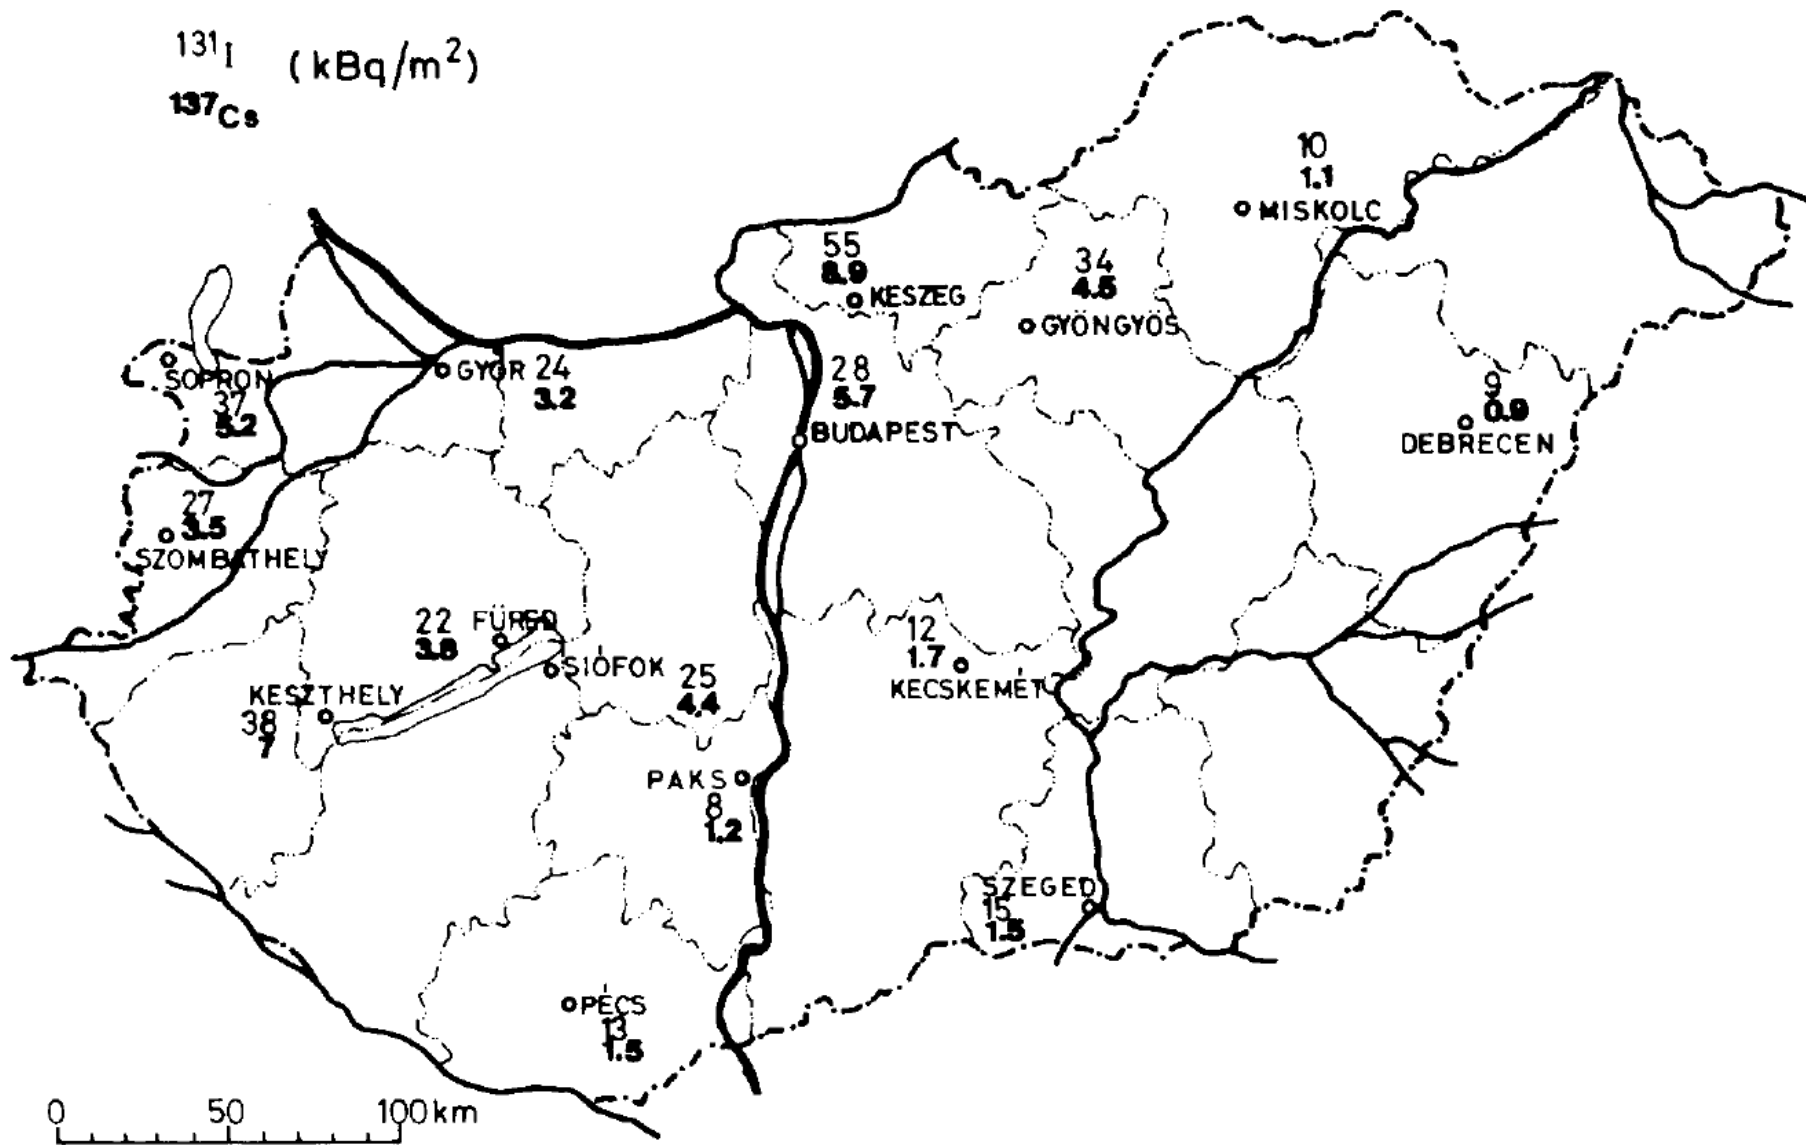 131I (kBq/m2)
137Cs
10
1.1
MISKOLC
55
8.9
KESZEG
34
4.5
GYÖNGYÖS
SOPRON
37
5.2
GYŐR 24
3.2
28
5.7
BUDAPEST
9
0.9
DEBRECEN
27
3.5
SZOMBATHELY
22 FÜRED
3.8
SIÓFOK
25
4.4
12
1.7
KECSKEMÉT
KESZTHELY
38
7
PAKS
8
1.2
SZEGED
15
1.5
PÉCS
13
1.5
0 50 100km